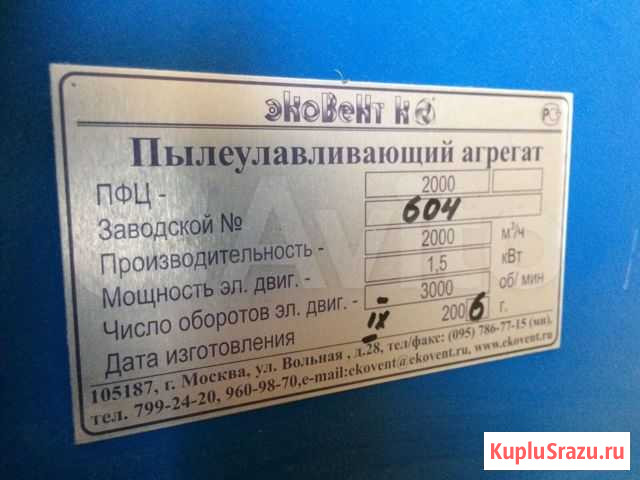 экоВент К
РС
Пылеулавливающий агрегат
ПФЦ - 2000
Заводской № 604
Производительность - 2000 м³/ч
Мощность эл. двиг. - 1,5 кВт
Число оборотов эл. двиг. - 3000 об/ мин
Дата изготовления IX 2006 г.
105187, г. Москва, ул. Вольная , д.28, тел/факс: (095) 786-77-15 (мн),
тел. 799-24-20, 960-98-70,e-mail:ekovent@ekovent.ru, www.ekovent.ru
Avito
KupluSrazu.ru